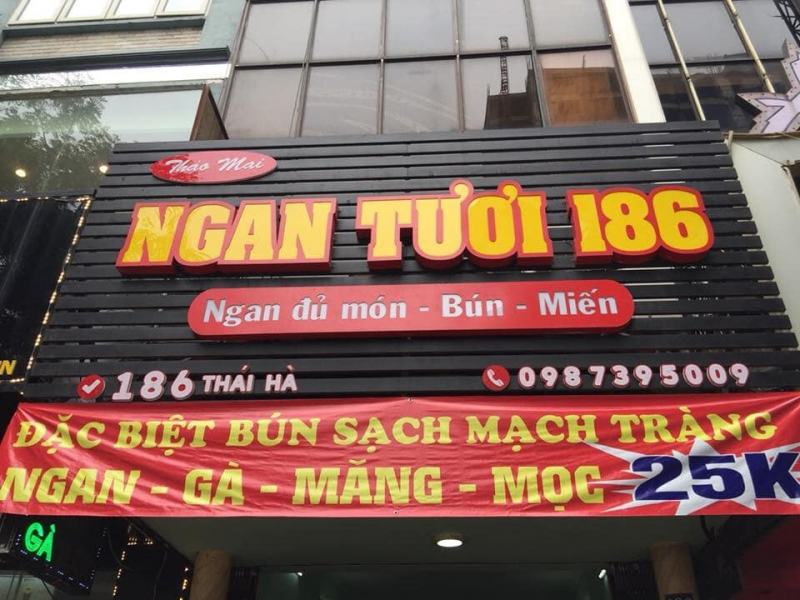 Thảo Mai
NGAN TƯƠI 186
Ngan đủ món - Bún - Miến
186 THÁI HÀ
0987395009
ĐẶC BIỆT BÚN SẠCH MẠCH TRÀNG
NGAN - GÀ - MĂNG - MỌC 25K
GÀ